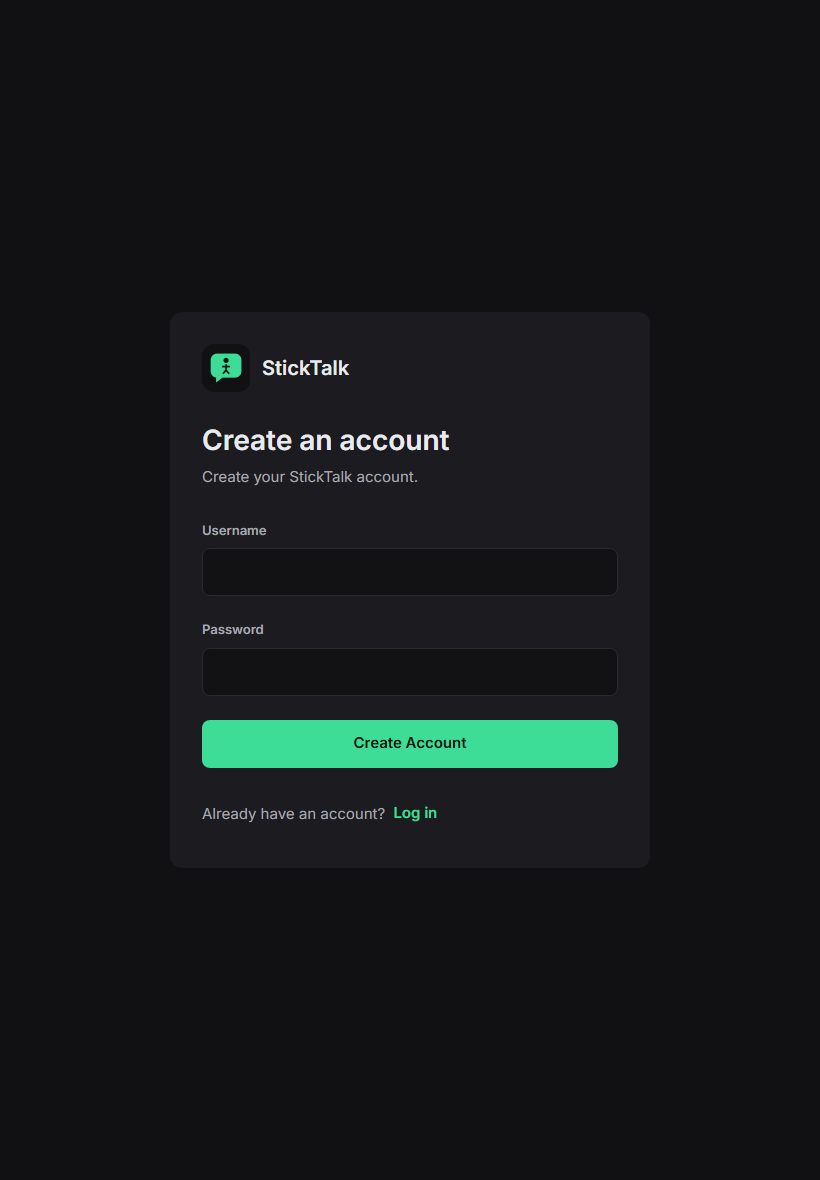 StickTalk
Create an account
Create your StickTalk account.
Username
Password
Create Account
Already have an account? Log in